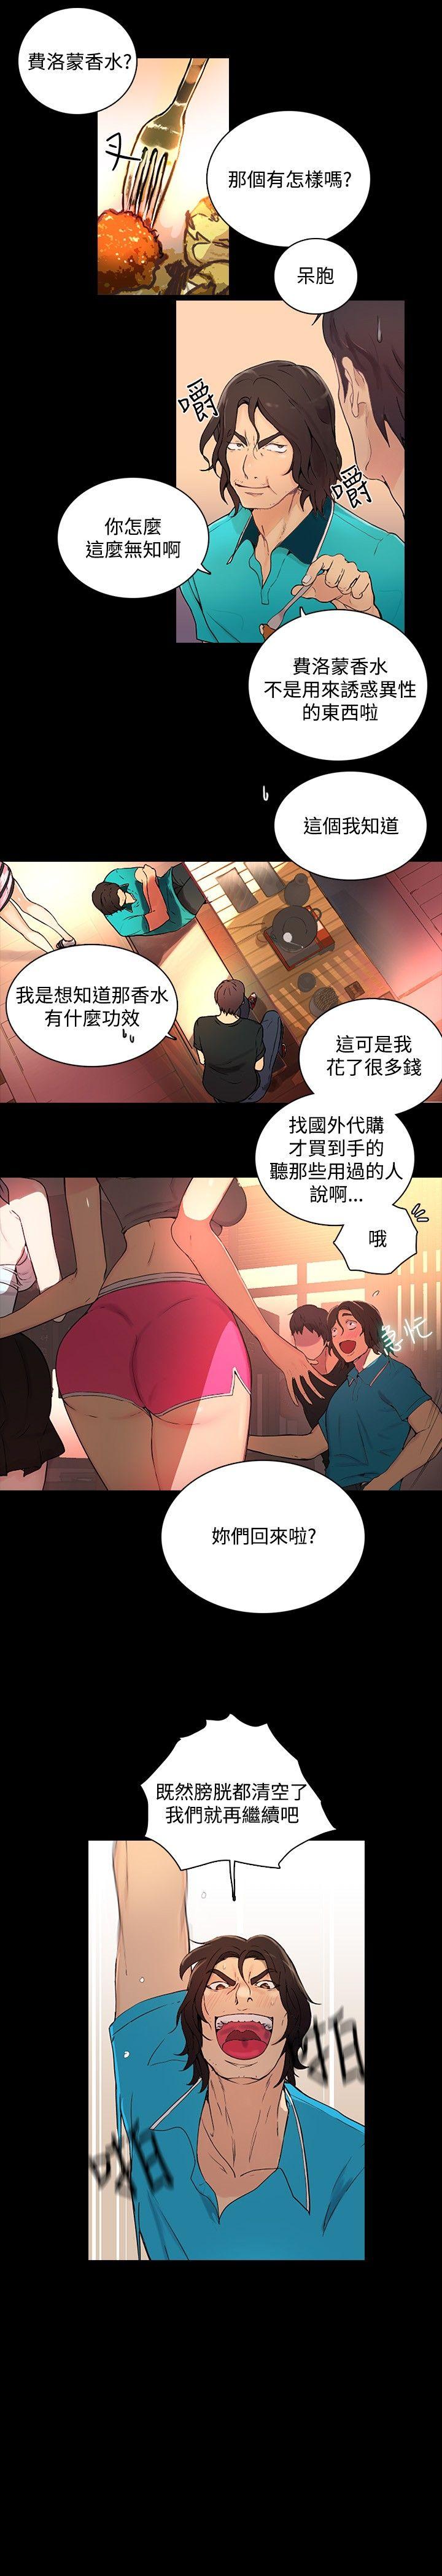 費洛蒙香水?
叉
那個有怎樣嗎?
呆胞
嚼
嚼
你怎麼
這麼無知啊
費洛蒙香水
不是用來誘惑異性
的東西啦
這個我知道
我是想知道那香水
有什麼功效
這可是我
花了很多錢
找國外代購
才買到手的
聽那些用過的人
說啊...
哦
急忙
妳們回來啦?
既然膀胱都清空了
我們就再繼續吧
啪
啪